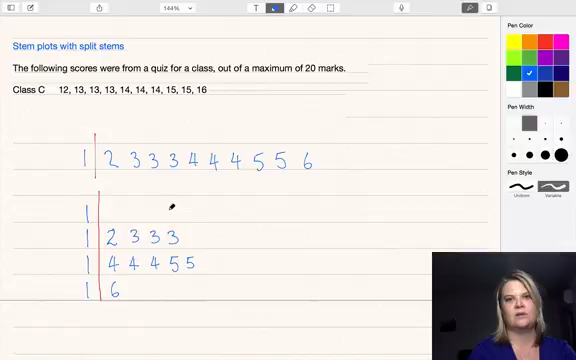 144%
Pen Color
Stem plots with split stems
The following scores were from a quiz for a class, out of a maximum of 20 marks.
Class C 12, 13, 13, 13, 14, 14, 14, 15, 15, 16
Pen Width
1 2 3 3 3 4 4 4 5 5 6
Pen Style
Uniform Variable
1
1 2 3 3 3
1 4 4 4 5 5
1 6